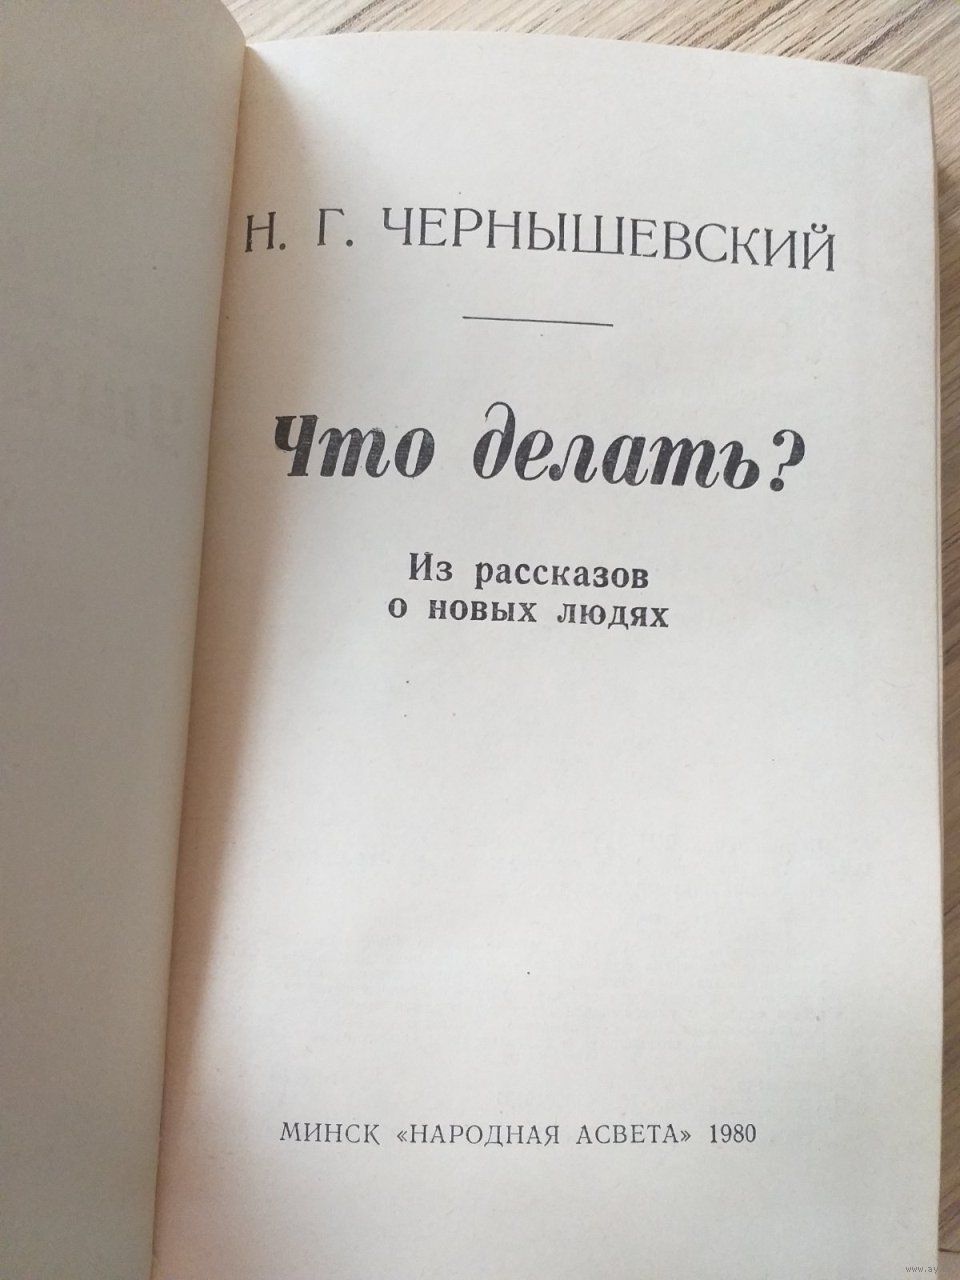 Н. Г. ЧЕРНЫШЕВСКИЙ
Что делать?
Из рассказов
о новых людях
МИНСК «НАРОДНАЯ АСВЕТА» 1980